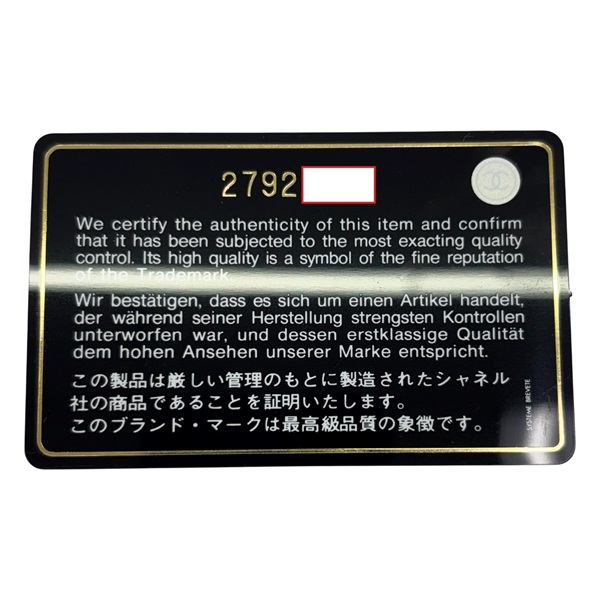 2792
We certify the authenticity of this item and confirm
that it has been subjected to the most exacting quality
control. Its high quality is a symbol of the fine reputation
of the Trademark.
Wir bestätigen, dass es sich um einen Artikel handelt,
der während seiner Herstellung strengsten Kontrollen
unterworfen war, und dessen erstklassige Qualität
dem hohen Ansehen unserer Marke entspricht.
この製品は厳しい管理のもとに製造されたシャネル
社の商品であることを証明いたします。
このブランド・マークは最高級品質の象徴です。
SYSTEME BREVETE